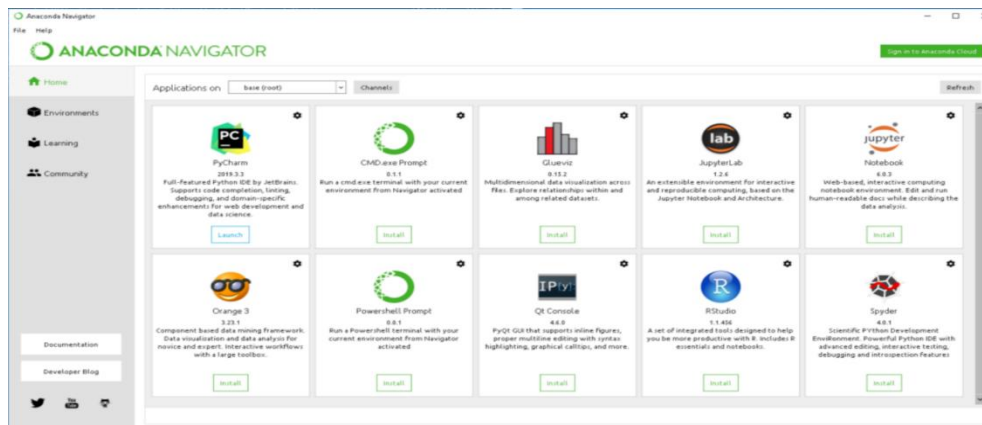 Anaconda Navigator
File Help
ANACONDA NAVIGATOR
Sign in to Anaconda Cloud
Home
Environments
Learning
Community
Documentation
Developer Blog
Applications on base (root) Channels
Refresh
PC
PyCharm
2019.3.3
Full-featured Python IDE by JetBrains.
Supports code completion, linting,
debugging, and domain-specific
enhancements for web development and
data science.
Launch
CMD.exe Prompt
0.1.1
Run a cmd.exe terminal with your current
environment from Navigator activated
Install
Glueviz
0.15.2
Multidimensional data visualization across
files. Explore relationships within and
among related datasets.
Install
lab
JupyterLab
1.2.6
An extensible environment for interactive
and reproducible computing, based on the
Jupyter Notebook and Architecture.
Install
jupyter
Notebook
6.0.3
Web-based, interactive computing
notebook environment. Edit and run
human-readable docs while describing the
data analysis.
Install
Orange 3
3.23.1
Component based data mining framework.
Data visualization and data analysis for
novice and expert. Interactive workflows
with a large toolbox.
Install
Powershell Prompt
0.0.1
Run a Powershell terminal with your
current environment from Navigator
activated
Install
IP[y]:
Qt Console
4.6.0
PyQt GUI that supports inline figures,
proper multiline editing with syntax
highlighting, graphical calltips, and more.
Install
R
RStudio
1.1.456
A set of integrated tools designed to help
you be more productive with R. Includes R
essentials and notebooks.
Install
Spyder
4.0.1
Scientific PYthon Development
EnviRonment. Powerful Python IDE with
advanced editing, interactive testing,
debugging and introspection features
Install
You
Tube